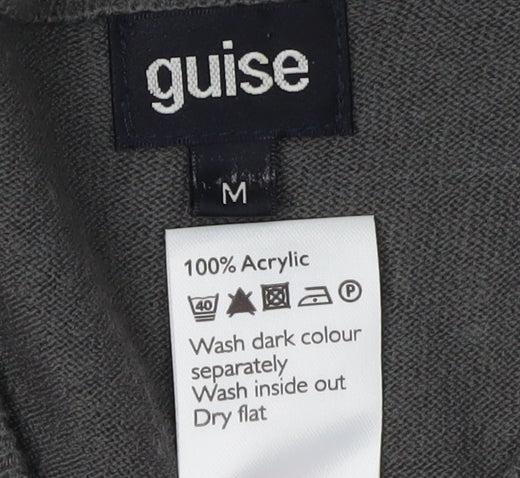 guise
M
100% Acrylic
40 P
Wash dark colour
separately
Wash inside out
Dry flat